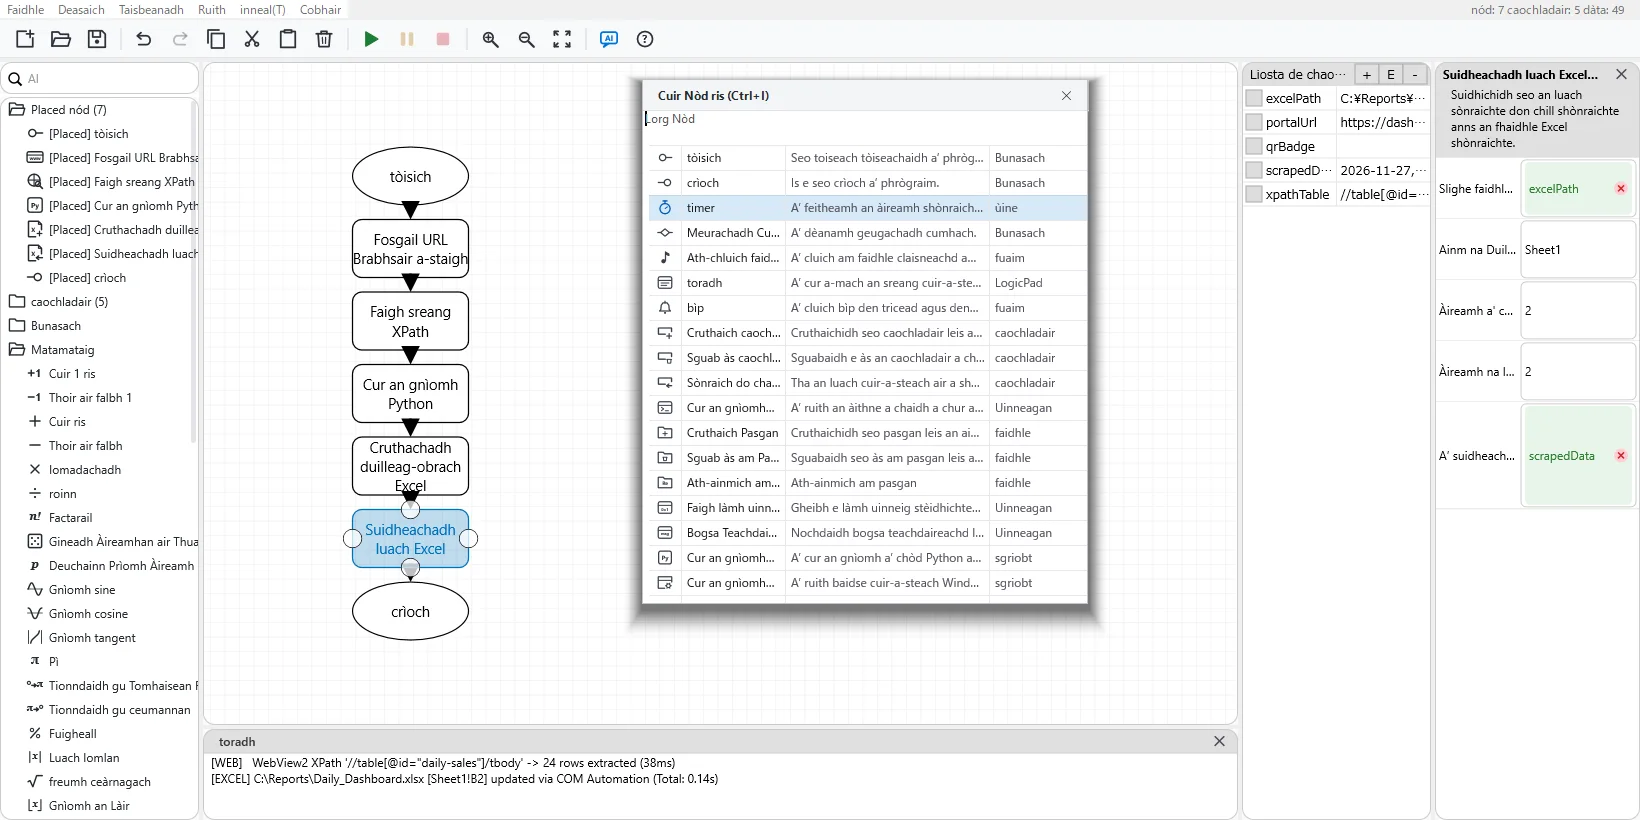 Faidhle Deasaich Taisbeanadh Ruith inneal(T) Cobhair
nód: 7 caochladair: 5 dàta: 49
AI
Placed nód (7)
[Placed] tòisich
[Placed] Fosgail URL Brabhsa
[Placed] Faigh sreang XPath
[Placed] Cur an gnìomh Pyth
[Placed] Cruthachadh duillea
[Placed] Suidheachadh luach
[Placed] crìoch
caochladair (5)
Bunasach
Matamataig
+1 Cuir 1 ris
−1 Thoir air falbh 1
Cuir ris
Thoir air falbh
Iomadachadh
roinn
n! Factarail
Gineadh Àireamhan air Thua
p Deuchainn Prìomh Àireamh
Gnìomh sine
Gnìomh cosine
Gnìomh tangent
π Pì
Tionndaidh gu Tomhaisean R
Tionndaidh gu ceumannan
% Fuigheall
|x| Luach Iomlan
freumh ceàrnagach
Gnìomh an Làir
tòisich
Fosgail URL
Brabhsair a-staigh
Faigh sreang
XPath
Cur an gnìomh
Python
Cruthachadh
duilleag-obrach
Excel
Suidheachadh
luach Excel
crìoch
Cuir Nòd ris (Ctrl+I)
Lorg Nòd
tòisich Seo toiseach tòiseachaidh a’ phròg... Bunasach
crìoch Is e seo crìoch a’ phrògraim. Bunasach
timer A’ feitheamh an àireamh shònraich... ùine
Meurachadh Cu... A’ dèanamh geugachadh cumhach. Bunasach
Ath-chluich faid... A’ cluich am faidhle claisneachd a... fuaim
toradh A’ cur a-mach an sreang cuir-a-ste... LogicPad
bìp A’ cluich bìp den tricead agus den... fuaim
Cruthaich caoch... Cruthaichidh seo caochladair leis a... caochladair
Sguab às caochl... Sguabaidh e às an caochladair a ch... caochladair
Sònraich do cha... Tha an luach cuir-a-steach air a sh... caochladair
Cur an gnìomh... A’ ruith an àithne a chaidh a chur a... Uinneagan
Cruthaich Pasgan Cruthaichidh seo pasgan leis an ai... faidhle
Sguab às am Pa... Sguabaidh seo às am pasgan leis a... faidhle
Ath-ainmich am... Ath-ainmich am pasgan faidhle
Faigh làmh uinn... Gheibh e làmh uinneig stèidhichte... Uinneagan
Bogsa Teachdai... Nochdaidh bogsa teachdaireachd l... Uinneagan
Cur an gnìomh... A’ cur an gnìomh a’ chòd Python a... sgriobt
Cur an gnìomh... A’ ruith baidse cuir-a-steach Wind... sgriobt
toradh
[WEB] WebView2 XPath '//table[@id="daily-sales"]/tbody' -> 24 rows extracted (38ms)
[EXCEL] C:\Reports\Daily_Dashboard.xlsx [Sheet1!B2] updated via COM Automation (Total: 0.14s)
Liosta de chao··· + E -
excelPath C:¥Reports¥···
portalUrl https://dash···
qrBadge
scrapedD··· 2026-11-27,···
xpathTable //table[@id=···
Suidheachadh luach Excel...
Suidhichidh seo an luach
sònraichte don chill shònraichte
anns an fhaidhle Excel
shònraichte.
Slighe faidhl... excelPath
Ainm na Duil... Sheet1
Àireamh a’ c... 2
Àireamh na l... 2
A’ suidheach... scrapedData